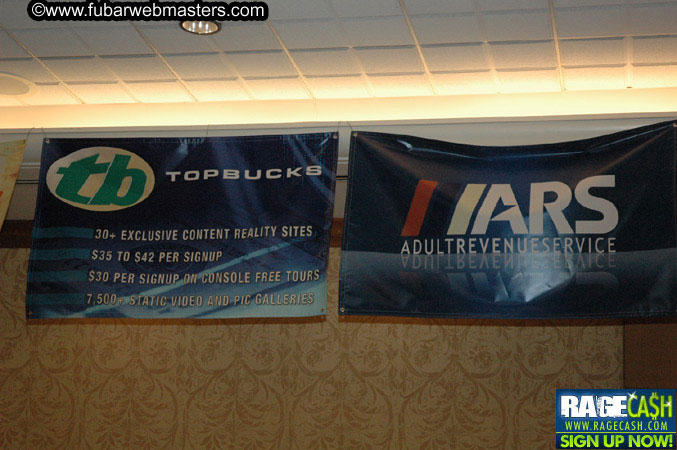 ©www.fubarwebmasters.com
tb TOPBUCKS
30+ EXCLUSIVE CONTENT REALITY SITES
$35 TO $42 PER SIGNUP
$30 PER SIGNUP ON CONSOLE FREE TOURS
7,500+ STATIC VIDEO AND PIC GALLERIES
ARS
ADULTREVENUESERVICE
RAGECASH
WWW.RAGECASH.COM
SIGN UP NOW!